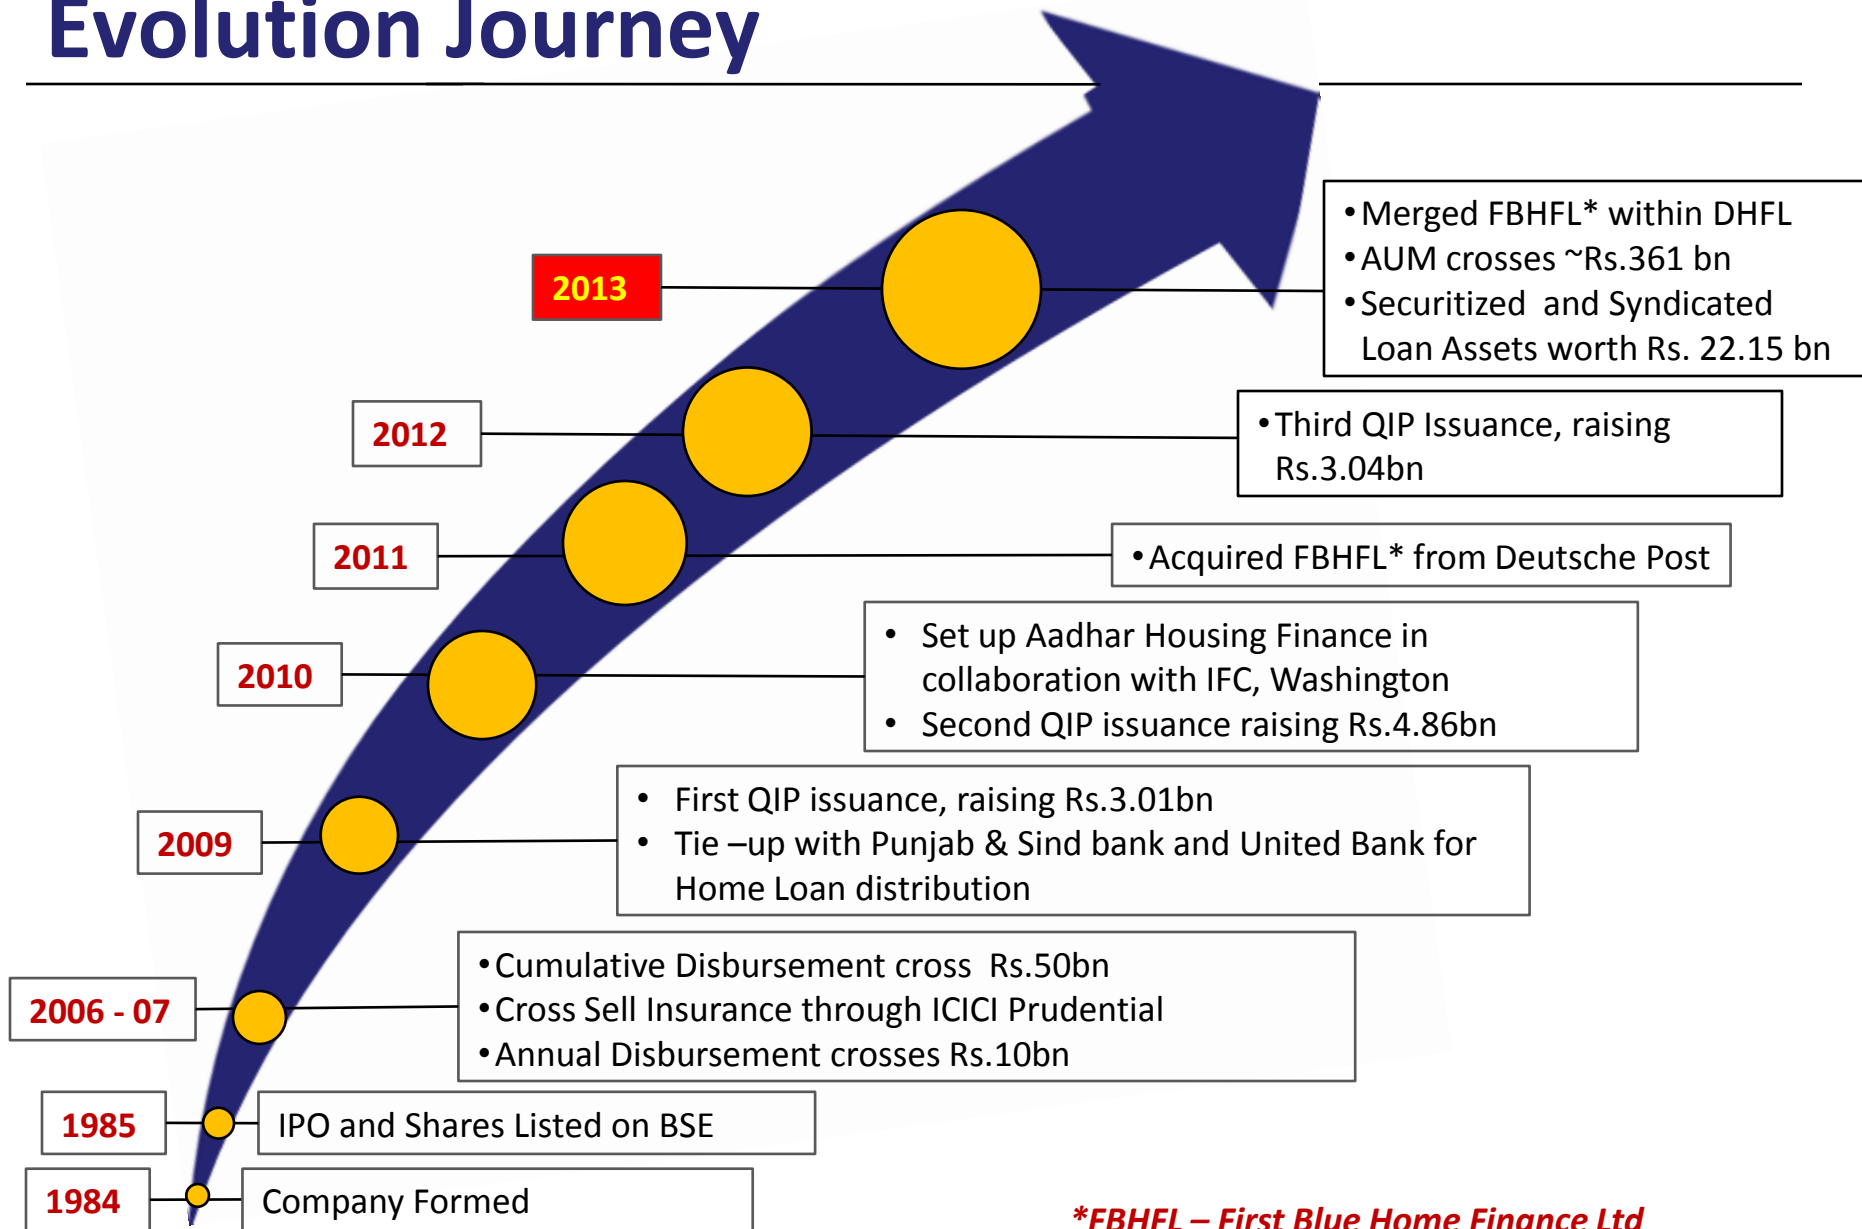 Evolution Journey
2013
•Merged FBHFL* within DHFL
•AUM crosses ~Rs.361 bn
•Securitized and Syndicated
Loan Assets worth Rs. 22.15 bn
2012
•Third QIP Issuance, raising
Rs.3.04bn
2011
•Acquired FBHFL* from Deutsche Post
2010
• Set up Aadhar Housing Finance in
collaboration with IFC, Washington
• Second QIP issuance raising Rs.4.86bn
2009
• First QIP issuance, raising Rs.3.01bn
• Tie –up with Punjab & Sind bank and United Bank for
Home Loan distribution
2006 - 07
•Cumulative Disbursement cross Rs.50bn
•Cross Sell Insurance through ICICI Prudential
•Annual Disbursement crosses Rs.10bn
1985
IPO and Shares Listed on BSE
1984
Company Formed
*FBHFL – First Blue Home Finance Ltd